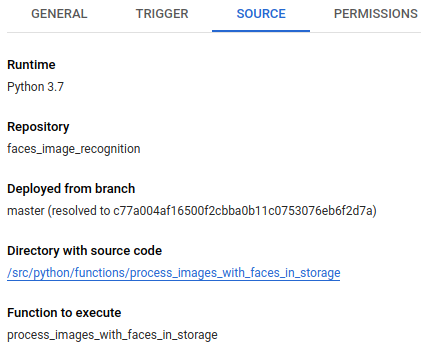 GENERAL TRIGGER SOURCE PERMISSIONS
Runtime
Python 3.7
Repository
faces_image_recognition
Deployed from branch
master (resolved to c77a004af16500f2cbba0b11c0753076eb6f2d7a)
Directory with source code
/src/python/functions/process_images_with_faces_in_storage
Function to execute
process_images_with_faces_in_storage